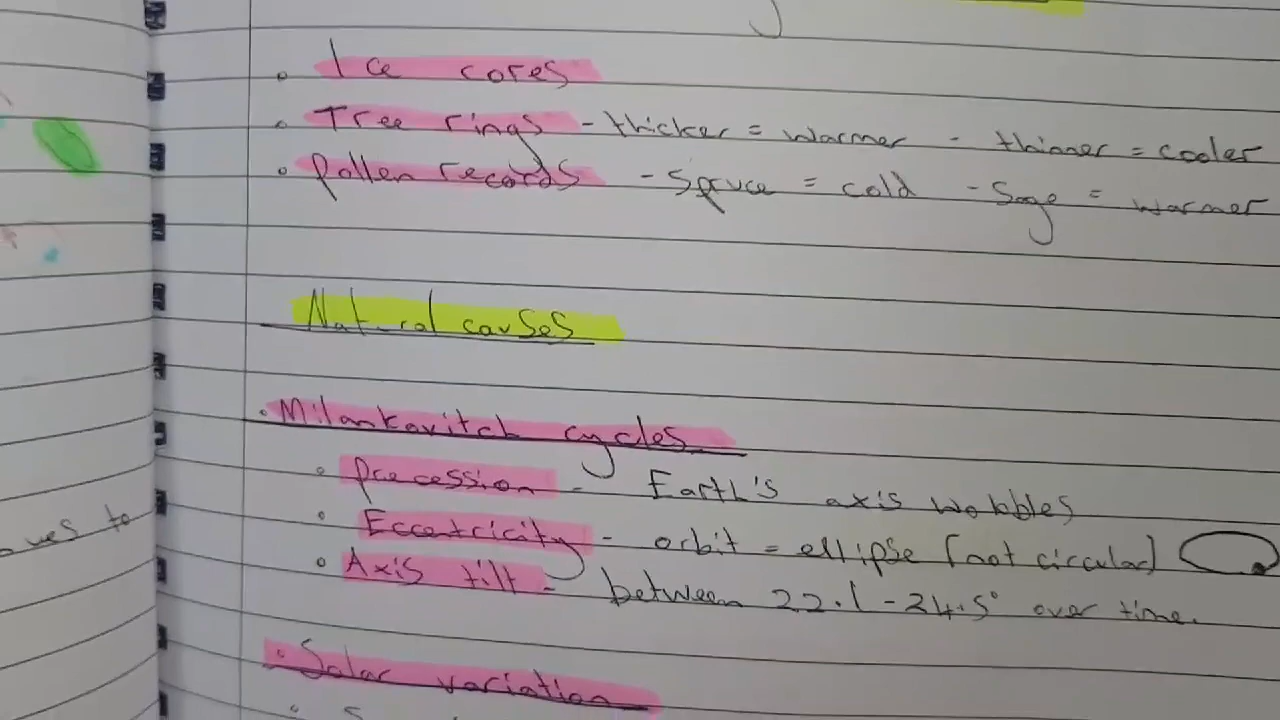 • Ice cores
• Tree rings - thicker = warmer - thinner = cooler
• Pollen records - Spruce = cold - Sage = warmer
Natural causes
• Milankovitch cycles
• Precession - Earth's axis wobbles
• Eccentricity - orbit = ellipse (not circular)
oves to
• Axis tilt - between 22.1 - 24.5° over time.
• Solar variation